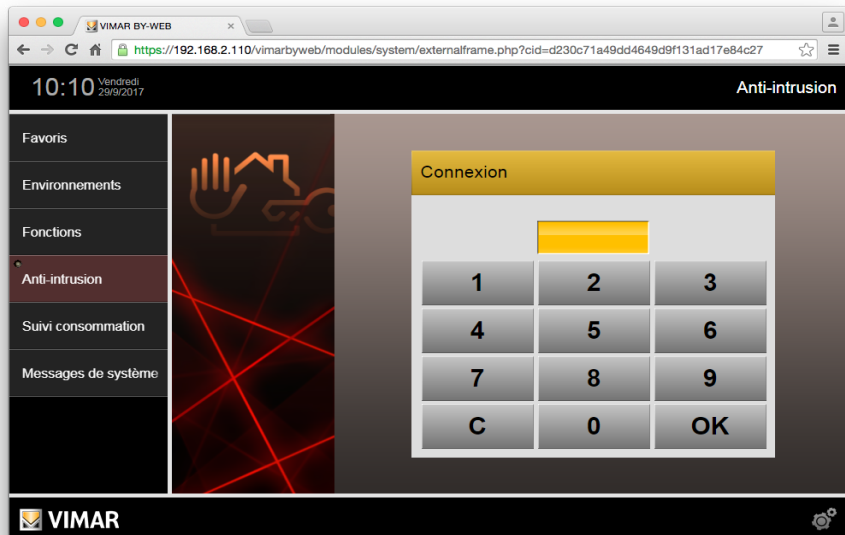 VIMAR BY-WEB
https://192.168.2.110/vimarbyweb/modules/system/externalframe.php?cid=d230c71a49dd4649d9f131ad17e84c27
10:10 Vendredi
29/9/2017
Anti-intrusion
Favoris
Environnements
Fonctions
Anti-intrusion
Suivi consommation
Messages de système
Connexion
1 2 3
4 5 6
7 8 9
C 0 OK
VIMAR